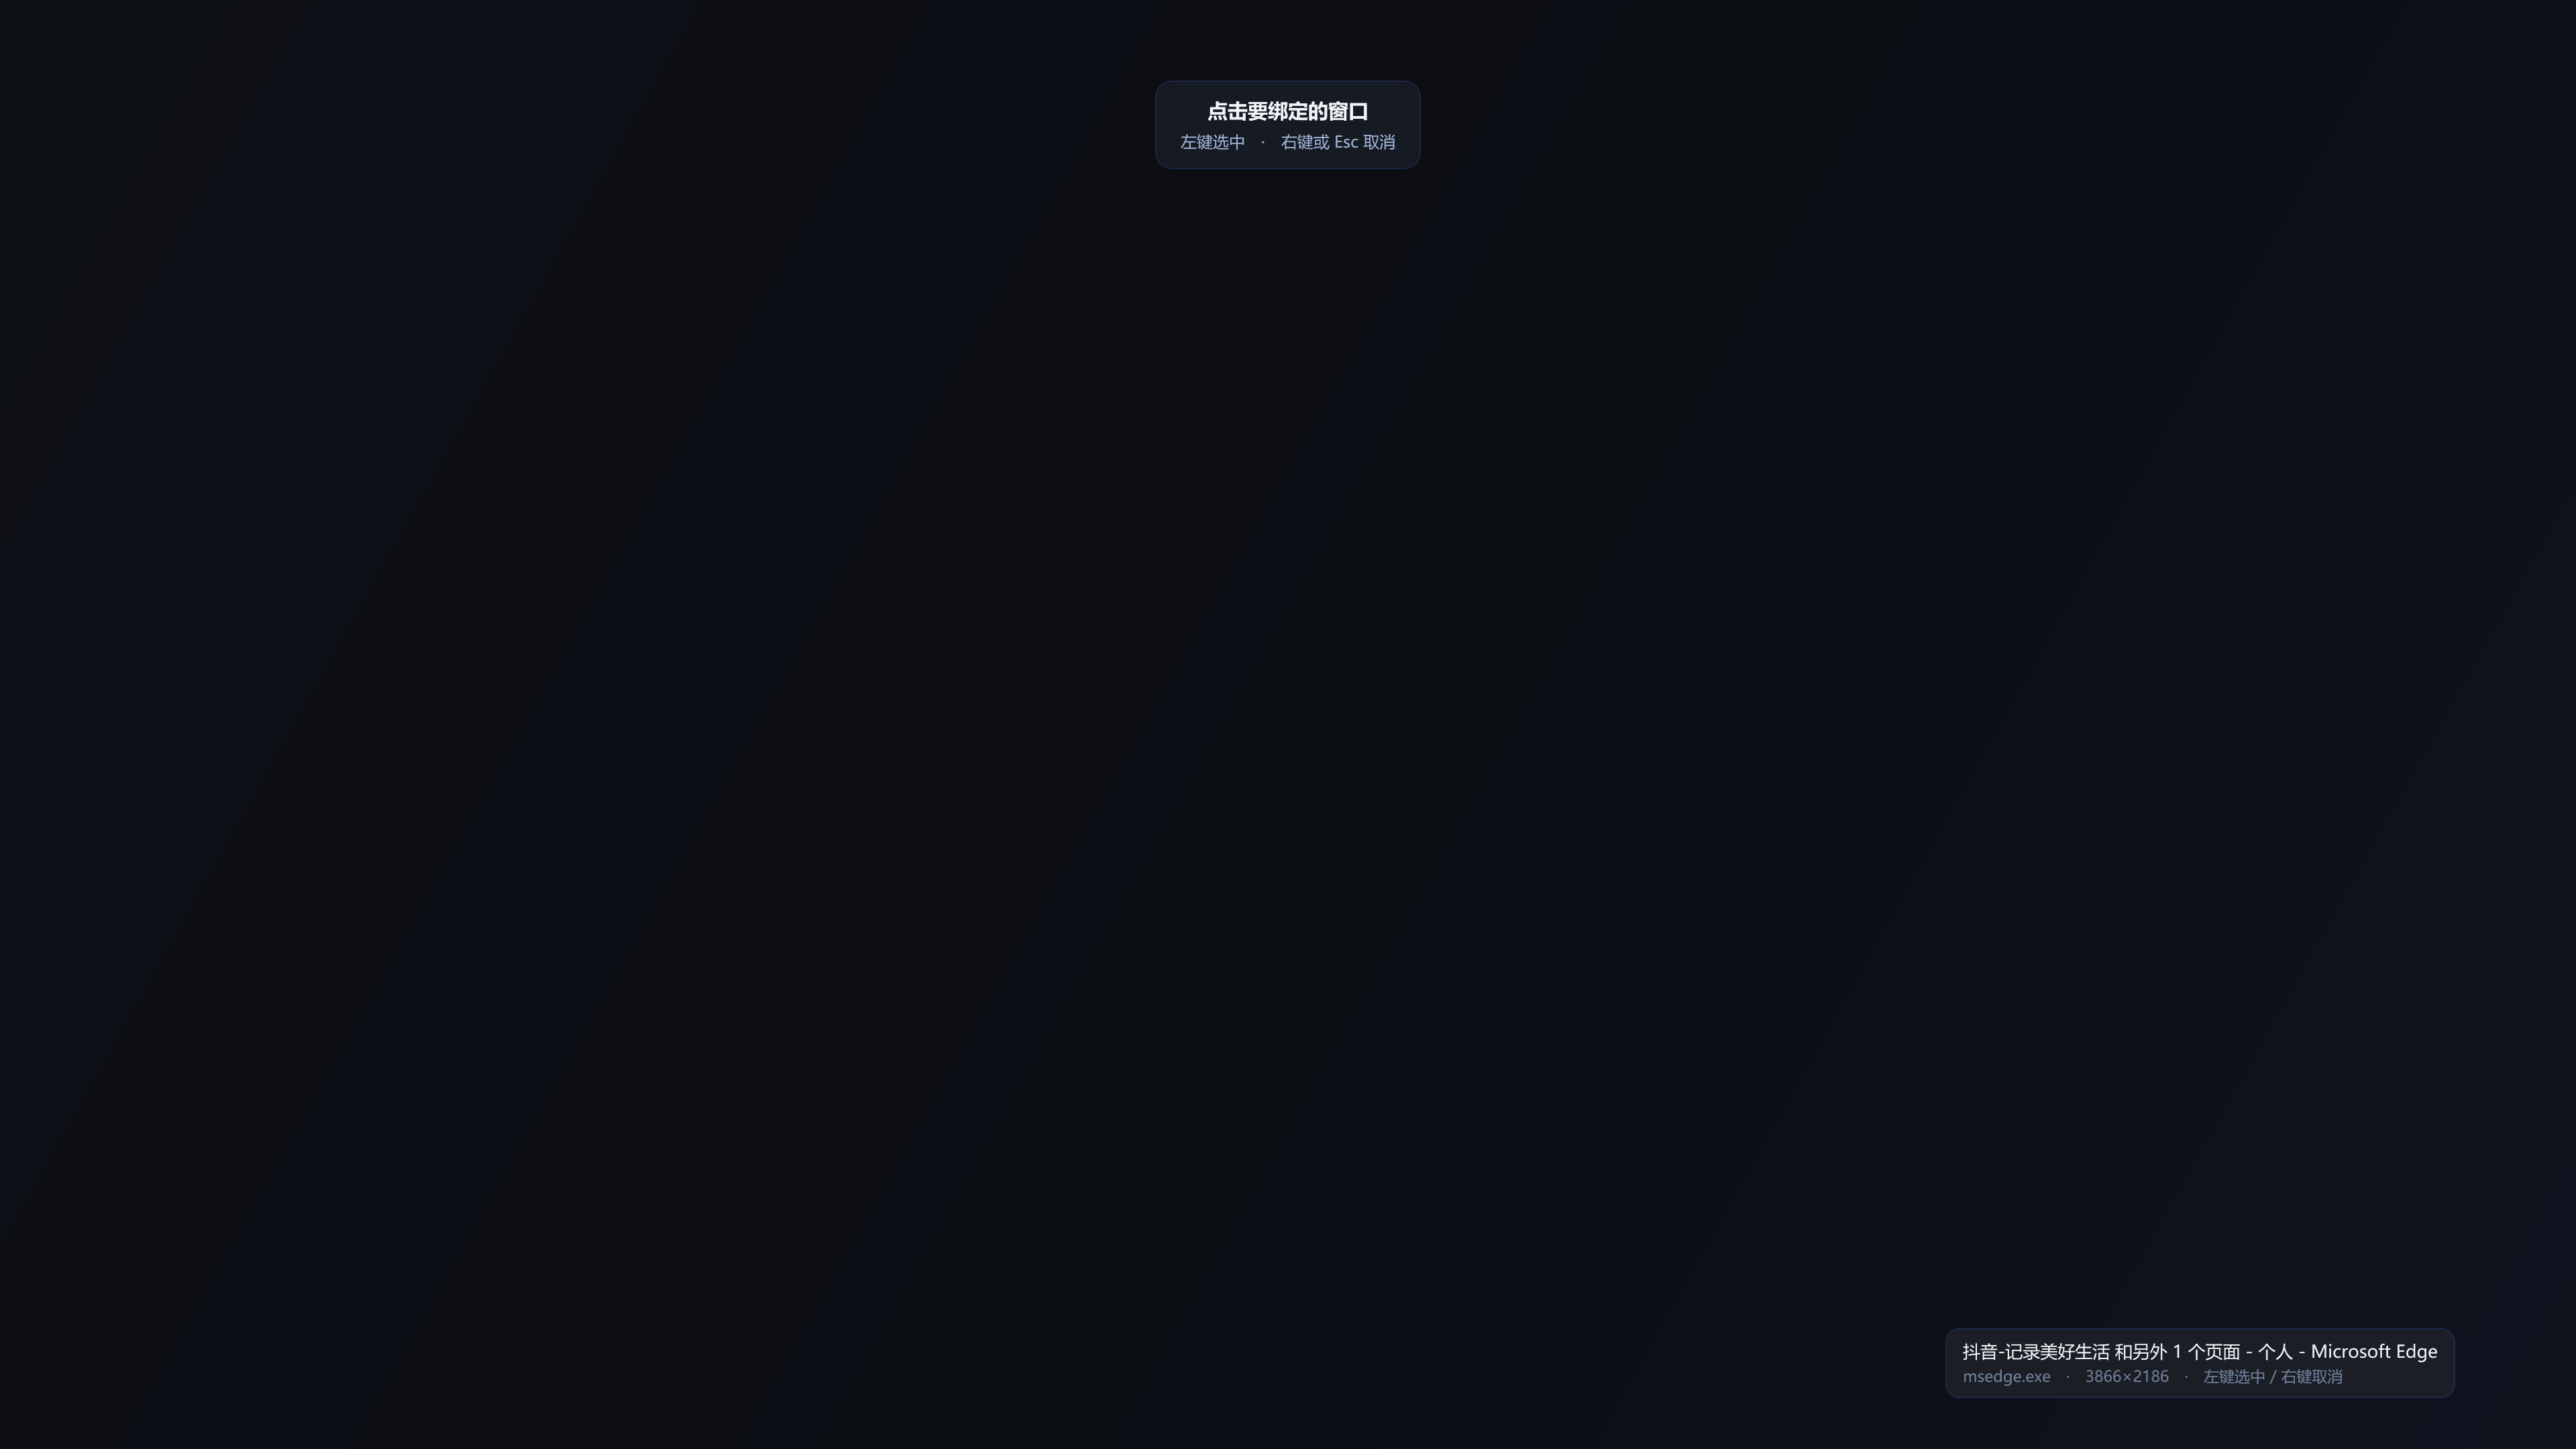 点击要绑定的窗口
左键选中 · 右键或 Esc 取消
抖音-记录美好生活 和另外 1 个页面 - 个人 - Microsoft Edge
msedge.exe · 3866×2186 · 左键选中 / 右键取消